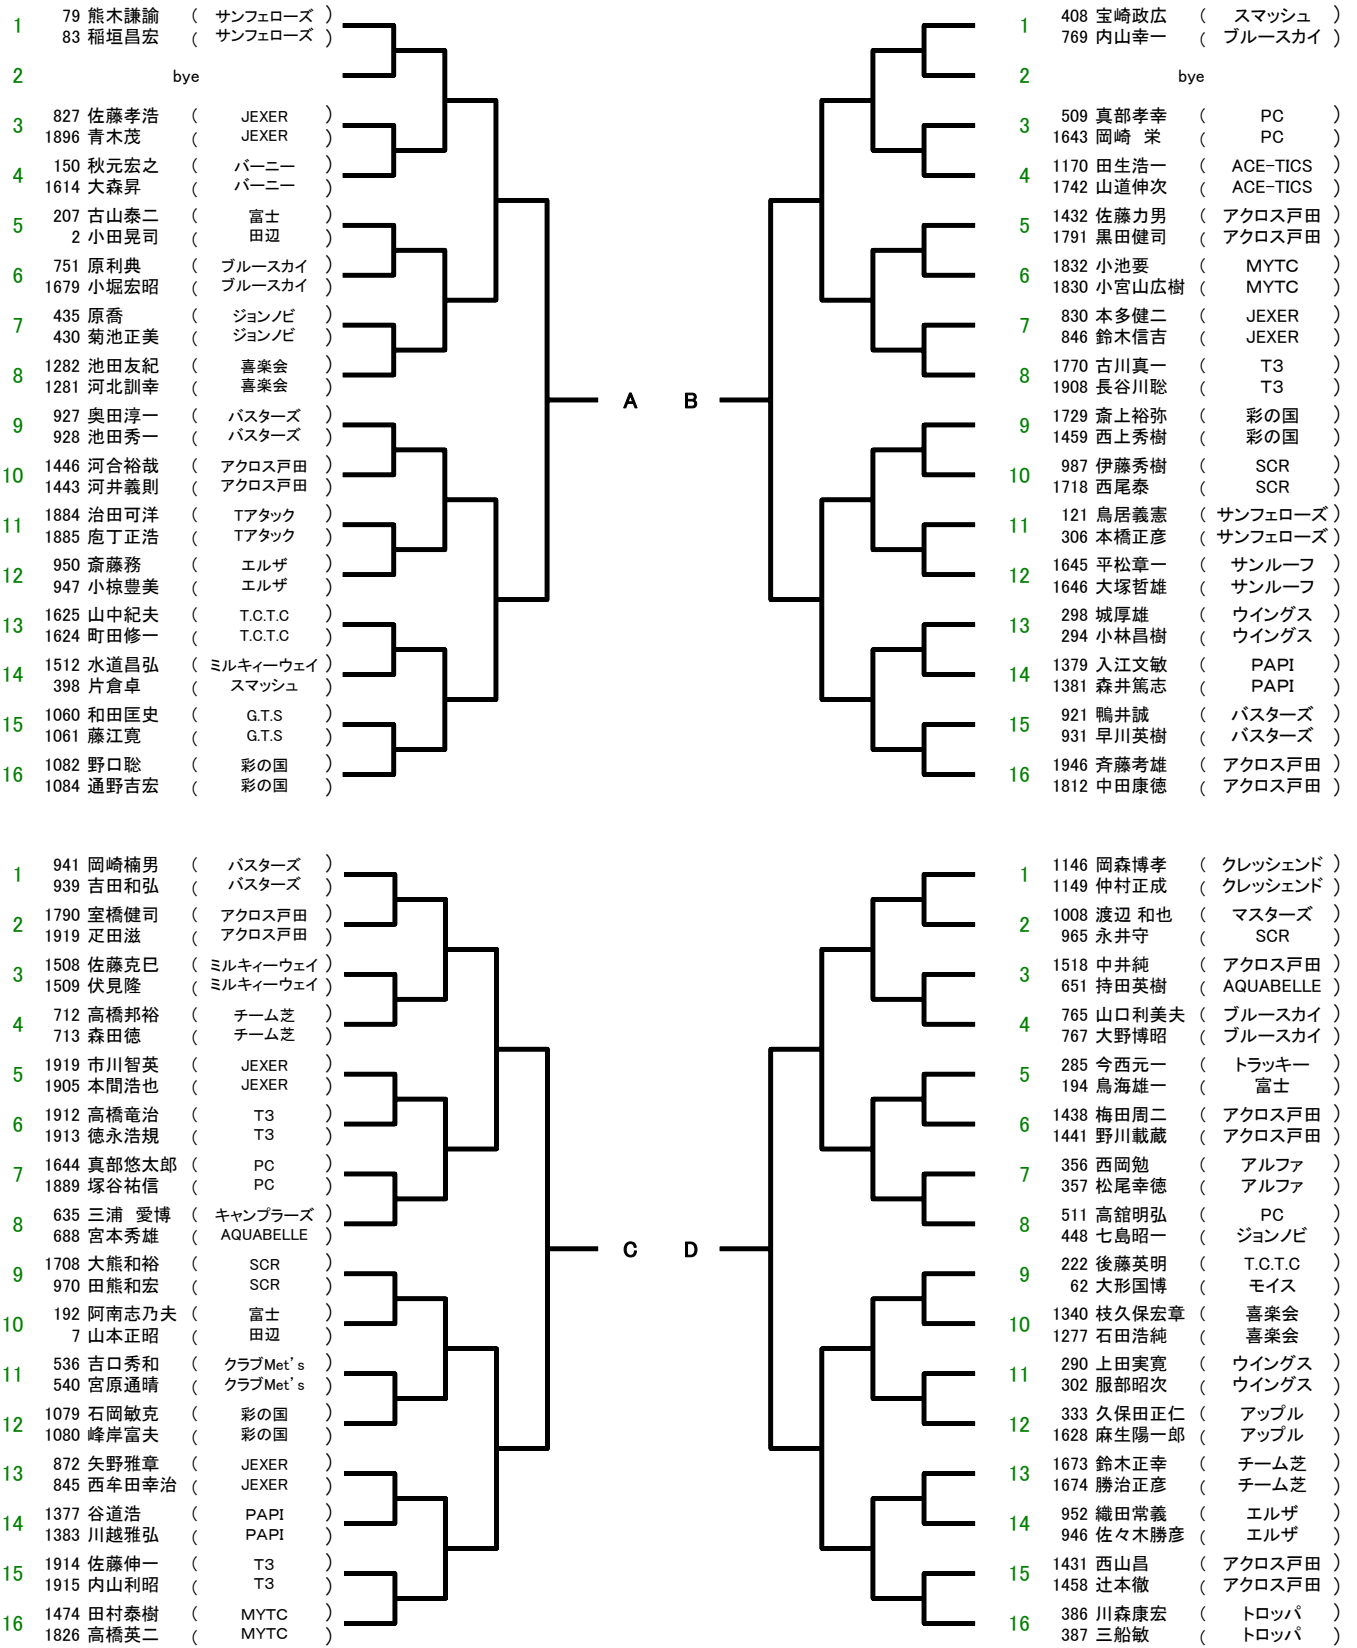 1 79 熊木謙諭 ( サンフェローズ )
83 稲垣昌宏 ( サンフェローズ )
2 bye
3 827 佐藤孝浩 ( JEXER )
1896 青木茂 ( JEXER )
4 150 秋元宏之 ( バーニー )
1614 大森昇 ( バーニー )
5 207 古山泰二 ( 富士 )
2 小田晃司 ( 田辺 )
6 751 原利典 ( ブルースカイ )
1679 小堀宏昭 ( ブルースカイ )
7 435 原喬 ( ジョンノビ )
430 菊池正美 ( ジョンノビ )
8 1282 池田友紀 ( 喜楽会 )
1281 河北訓幸 ( 喜楽会 )
9 927 奥田淳一 ( バスターズ )
928 池田秀一 ( バスターズ )
10 1446 河合裕哉 ( アクロス戸田 )
1443 河井義則 ( アクロス戸田 )
11 1884 治田可洋 ( Tアタック )
1885 庖丁正浩 ( Tアタック )
12 950 斎藤務 ( エルザ )
947 小椋豊美 ( エルザ )
13 1625 山中紀夫 ( T.C.T.C )
1624 町田修一 ( T.C.T.C )
14 1512 水道昌弘 ( ミルキィーウェイ )
398 片倉卓 ( スマッシュ )
15 1060 和田匡史 ( G.T.S )
1061 藤江寛 ( G.T.S )
16 1082 野口聡 ( 彩の国 )
1084 通野吉宏 ( 彩の国 )
A B
1 408 宝崎政広 ( スマッシュ )
769 内山幸一 ( ブルースカイ )
2 bye
3 509 真部孝幸 ( PC )
1643 岡崎 栄 ( PC )
4 1170 田生浩一 ( ACE-TICS )
1742 山道伸次 ( ACE-TICS )
5 1432 佐藤力男 ( アクロス戸田 )
1791 黒田健司 ( アクロス戸田 )
6 1832 小池要 ( MYTC )
1830 小宮山広樹 ( MYTC )
7 830 本多健二 ( JEXER )
846 鈴木信吉 ( JEXER )
8 1770 古川真一 ( T3 )
1908 長谷川聡 ( T3 )
9 1729 斎上裕弥 ( 彩の国 )
1459 西上秀樹 ( 彩の国 )
10 987 伊藤秀樹 ( SCR )
1718 西尾泰 ( SCR )
11 121 鳥居義憲 ( サンフェローズ )
306 本橋正彦 ( サンフェローズ )
12 1645 平松章一 ( サンルーフ )
1646 大塚哲雄 ( サンルーフ )
13 298 城厚雄 ( ウイングス )
294 小林昌樹 ( ウイングス )
14 1379 入江文敏 ( PAPI )
1381 森井篤志 ( PAPI )
15 921 鴨井誠 ( バスターズ )
931 早川英樹 ( バスターズ )
16 1946 斉藤考雄 ( アクロス戸田 )
1812 中田康徳 ( アクロス戸田 )
1 941 岡崎楠男 ( バスターズ )
939 吉田和弘 ( バスターズ )
2 1790 室橋健司 ( アクロス戸田 )
1919 疋田滋 ( アクロス戸田 )
3 1508 佐藤克巳 ( ミルキィーウェイ )
1509 伏見隆 ( ミルキィーウェイ )
4 712 高橋邦裕 ( チーム芝 )
713 森田徳 ( チーム芝 )
5 1919 市川智英 ( JEXER )
1905 本間浩也 ( JEXER )
6 1912 高橋竜治 ( T3 )
1913 徳永浩規 ( T3 )
7 1644 真部悠太郎 ( PC )
1889 塚谷祐信 ( PC )
8 635 三浦 愛博 ( キャンプラーズ )
688 宮本秀雄 ( AQUABELLE )
9 1708 大熊和裕 ( SCR )
970 田熊和宏 ( SCR )
10 192 阿南志乃夫 ( 富士 )
7 山本正昭 ( 田辺 )
11 536 吉口秀和 ( クラブMet's )
540 宮原通晴 ( クラブMet's )
12 1079 石岡敏克 ( 彩の国 )
1080 峰岸富夫 ( 彩の国 )
13 872 矢野雅章 ( JEXER )
845 西牟田幸治 ( JEXER )
14 1377 谷道浩 ( PAPI )
1383 川越雅弘 ( PAPI )
15 1914 佐藤伸一 ( T3 )
1915 内山利昭 ( T3 )
16 1474 田村泰樹 ( MYTC )
1826 高橋英二 ( MYTC )
C D
1 1146 岡森博孝 ( クレッシェンド )
1149 仲村正成 ( クレッシェンド )
2 1008 渡辺 和也 ( マスターズ )
965 永井守 ( SCR )
3 1518 中井純 ( アクロス戸田 )
651 持田英樹 ( AQUABELLE )
4 765 山口利美夫 ( ブルースカイ )
767 大野博昭 ( ブルースカイ )
5 285 今西元一 ( トラッキー )
194 鳥海雄一 ( 富士 )
6 1438 梅田周二 ( アクロス戸田 )
1441 野川載蔵 ( アクロス戸田 )
7 356 西岡勉 ( アルファ )
357 松尾幸徳 ( アルファ )
8 511 高舘明弘 ( PC )
448 七島昭一 ( ジョンノビ )
9 222 後藤英明 ( T.C.T.C )
62 大形国博 ( モイス )
10 1340 枝久保宏章 ( 喜楽会 )
1277 石田浩純 ( 喜楽会 )
11 290 上田実寛 ( ウイングス )
302 服部昭次 ( ウイングス )
12 333 久保田正仁 ( アップル )
1628 麻生陽一郎 ( アップル )
13 1673 鈴木正幸 ( チーム芝 )
1674 勝治正彦 ( チーム芝 )
14 952 織田常義 ( エルザ )
946 佐々木勝彦 ( エルザ )
15 1431 西山昌 ( アクロス戸田 )
1458 辻本徹 ( アクロス戸田 )
16 386 川森康宏 ( トロッパ )
387 三船敏 ( トロッパ )